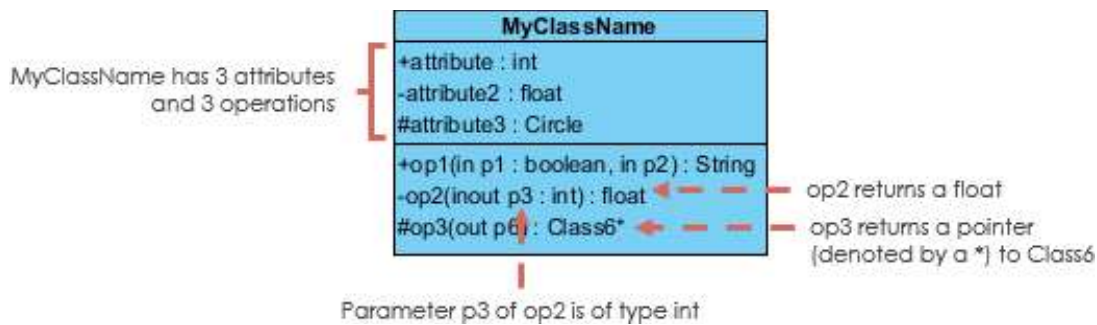 MyClassName
+attribute : int
-attribute2 : float
#attribute3 : Circle
+op1(in p1 : boolean, in p2) : String
-op2(inout p3 : int) : float
#op3(out p6) : Class6*
MyClassName has 3 attributes
and 3 operations
op2 returns a float
op3 returns a pointer
(denoted by a *) to Class6
Parameter p3 of op2 is of type int